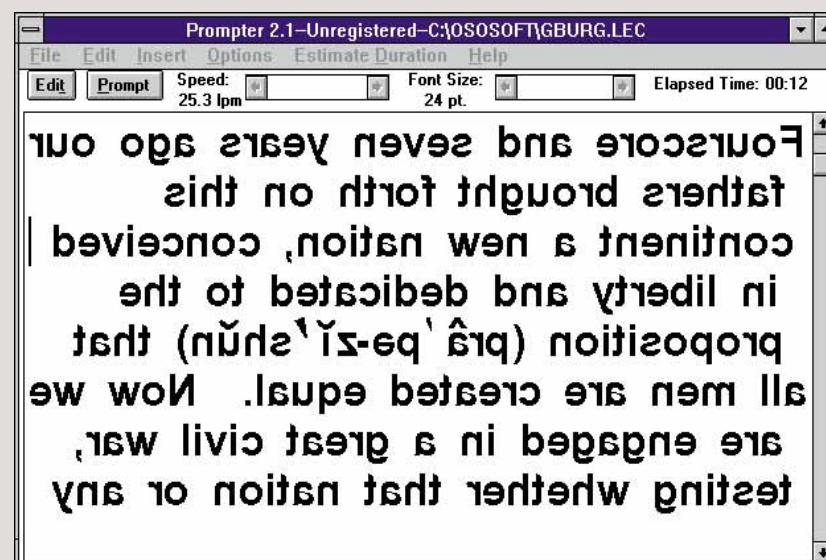 Prompter 2.1–Unregistered–C:\OSOSOFT\GBURG.LEC
File Edit Insert Options Estimate Duration Help
Edit Prompt Speed: 25.3 lpm Font Size: 24 pt. Elapsed Time: 00:12
Fourscore and seven years ago our
fathers brought forth on this
continent a new nation, conceived
in liberty and dedicated to the
proposition (prâ′pə-zĭ′shŭn) that
all men are created equal. Now we
are engaged in a great civil war,
testing whether that nation or any